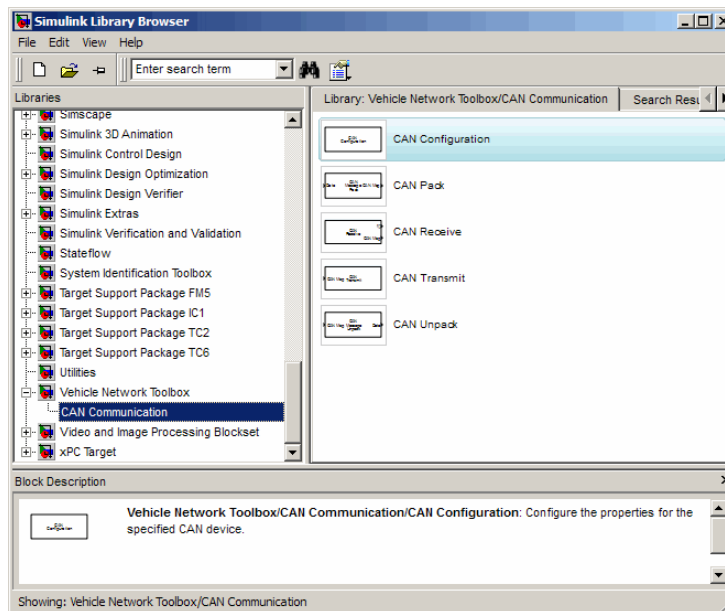 Simulink Library Browser
File Edit View Help
Enter search term
Libraries
Library: Vehicle Network Toolbox/CAN Communication
Search Resu
Simscape
Simulink 3D Animation
Simulink Control Design
Simulink Design Optimization
Simulink Design Verifier
Simulink Extras
Simulink Verification and Validation
Stateflow
System Identification Toolbox
Target Support Package FM5
Target Support Package IC1
Target Support Package TC2
Target Support Package TC6
Utilities
Vehicle Network Toolbox
CAN Communication
Video and Image Processing Blockset
xPC Target
CAN Configuration
CAN Configuration
CAN Pack
CAN Receive
CAN Transmit
CAN Unpack
Block Description
CAN Configuration
Vehicle Network Toolbox/CAN Communication/CAN Configuration: Configure the properties for the
specified CAN device.
Showing: Vehicle Network Toolbox/CAN Communication